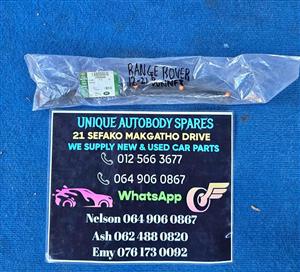 RANGE ROVER
UNIQUE AUTOBODY SPARES
21 SEFAKO MAKGATHO DRIVE
WE SUPPLY NEW & USED CAR PARTS
012 566 3677
064 906 0867
WhatsApp
Nelson 064 906 0867
Ash 062 488 0820
Emy 076 173 0092